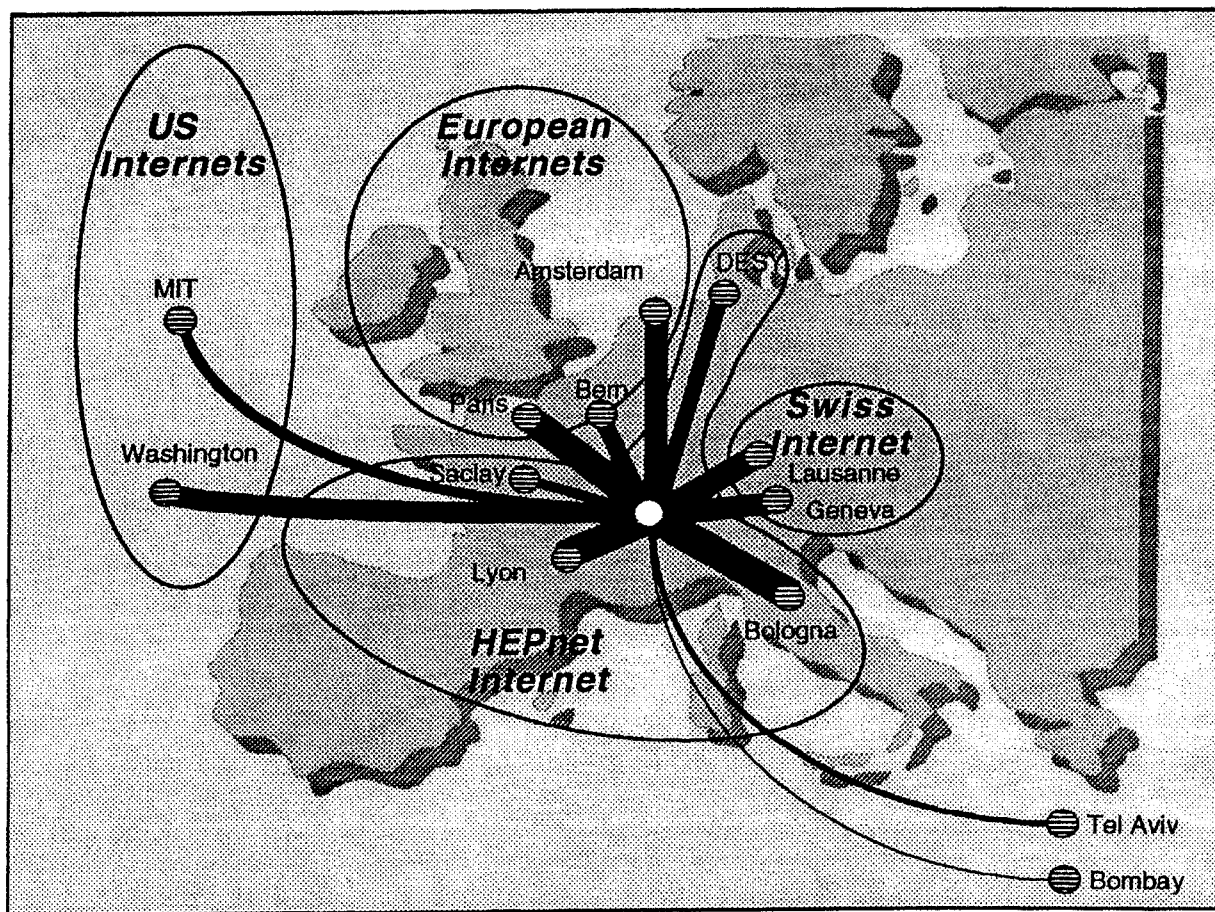 US
Internets
European
Internets
Amsterdam
DESY
MIT
Paris
Bern
Swiss
Internet
Washington
Saclay
Lausanne
Geneva
Lyon
HEPnet
Internet
Bologna
Tel Aviv
Bombay